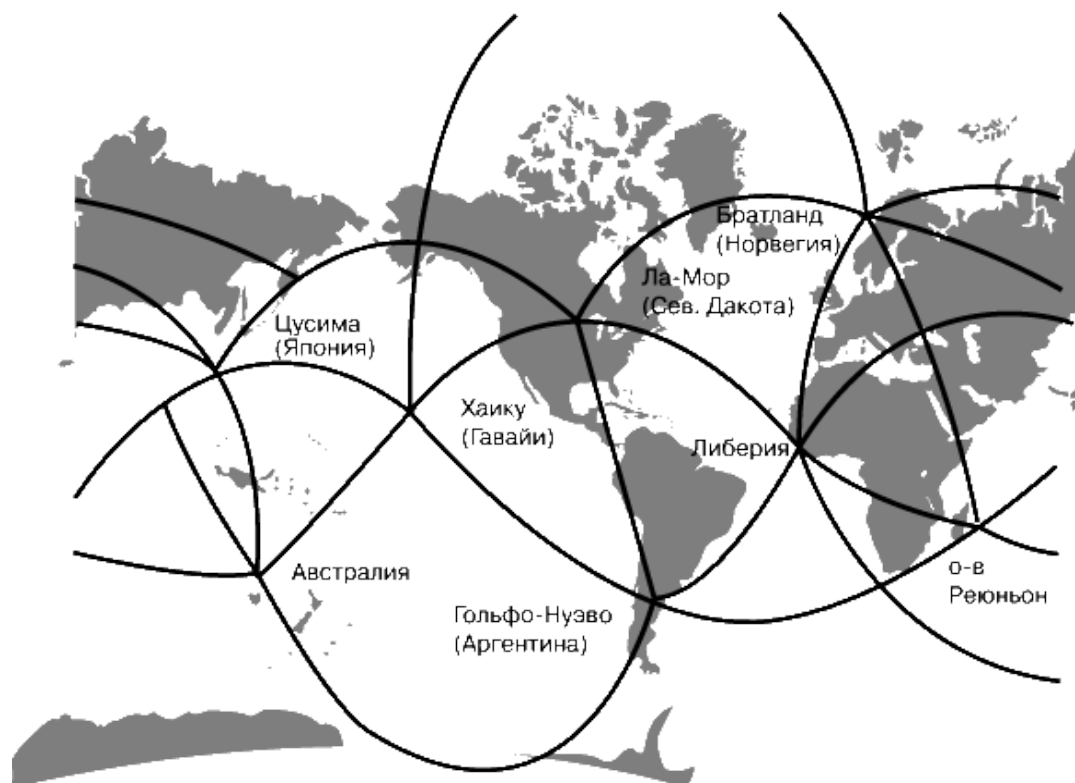 Братланд
(Норвегия)
Ла-Мор
(Сев. Дакота)
Цусима
(Япония)
Хаику
(Гавайи)
Либерия
Австралия
о-в
Реюньон
Гольфо-Нуэво
(Аргентина)